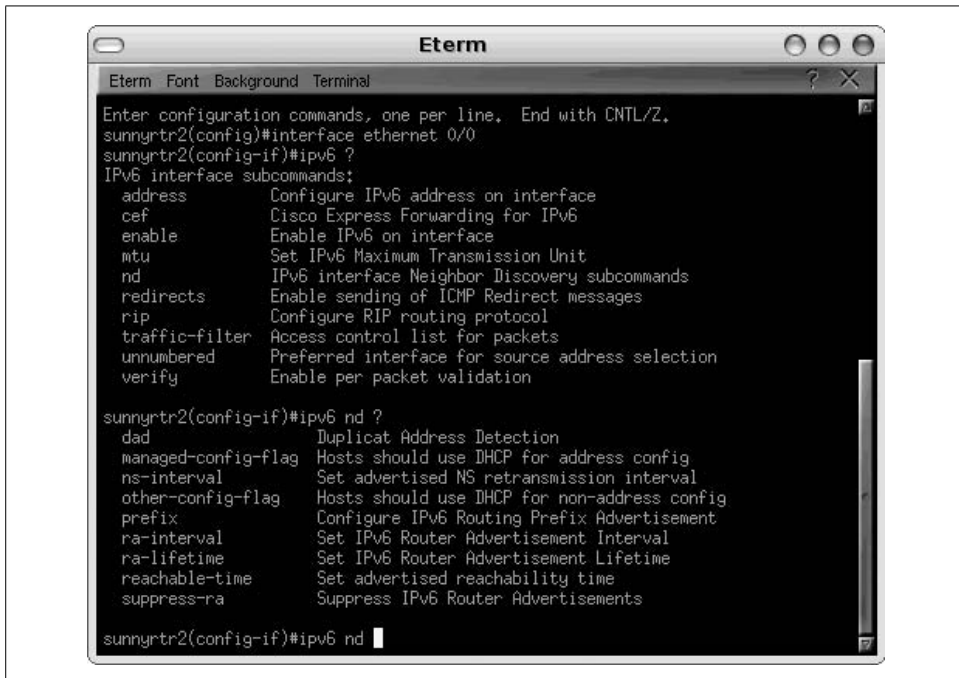 Eterm
Eterm Font Background Terminal ? X
Enter configuration commands, one per line. End with CNTL/Z.
sunnyrtr2(config)#interface ethernet 0/0
sunnyrtr2(config-if)#ipv6 ?
IPv6 interface subcommands:
address Configure IPv6 address on interface
cef Cisco Express Forwarding for IPv6
enable Enable IPv6 on interface
mtu Set IPv6 Maximum Transmission Unit
nd IPv6 interface Neighbor Discovery subcommands
redirects Enable sending of ICMP Redirect messages
rip Configure RIP routing protocol
traffic-filter Access control list for packets
unnumbered Preferred interface for source address selection
verify Enable per packet validation
sunnyrtr2(config-if)#ipv6 nd ?
dad Duplicat Address Detection
managed-config-flag Hosts should use DHCP for address config
ns-interval Set advertised NS retransmission interval
other-config-flag Hosts should use DHCP for non-address config
prefix Configure IPv6 Routing Prefix Advertisement
ra-interval Set IPv6 Router Advertisement Interval
ra-lifetime Set IPv6 Router Advertisement Lifetime
reachable-time Set advertised reachability time
suppress-ra Suppress IPv6 Router Advertisements
sunnyrtr2(config-if)#ipv6 nd